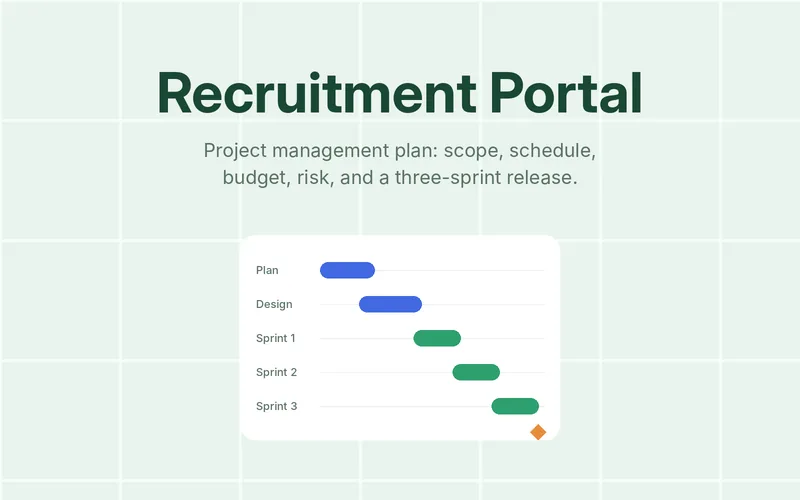 Recruitment Portal
Project management plan: scope, schedule,
budget, risk, and a three-sprint release.
Plan
Design
Sprint 1
Sprint 2
Sprint 3